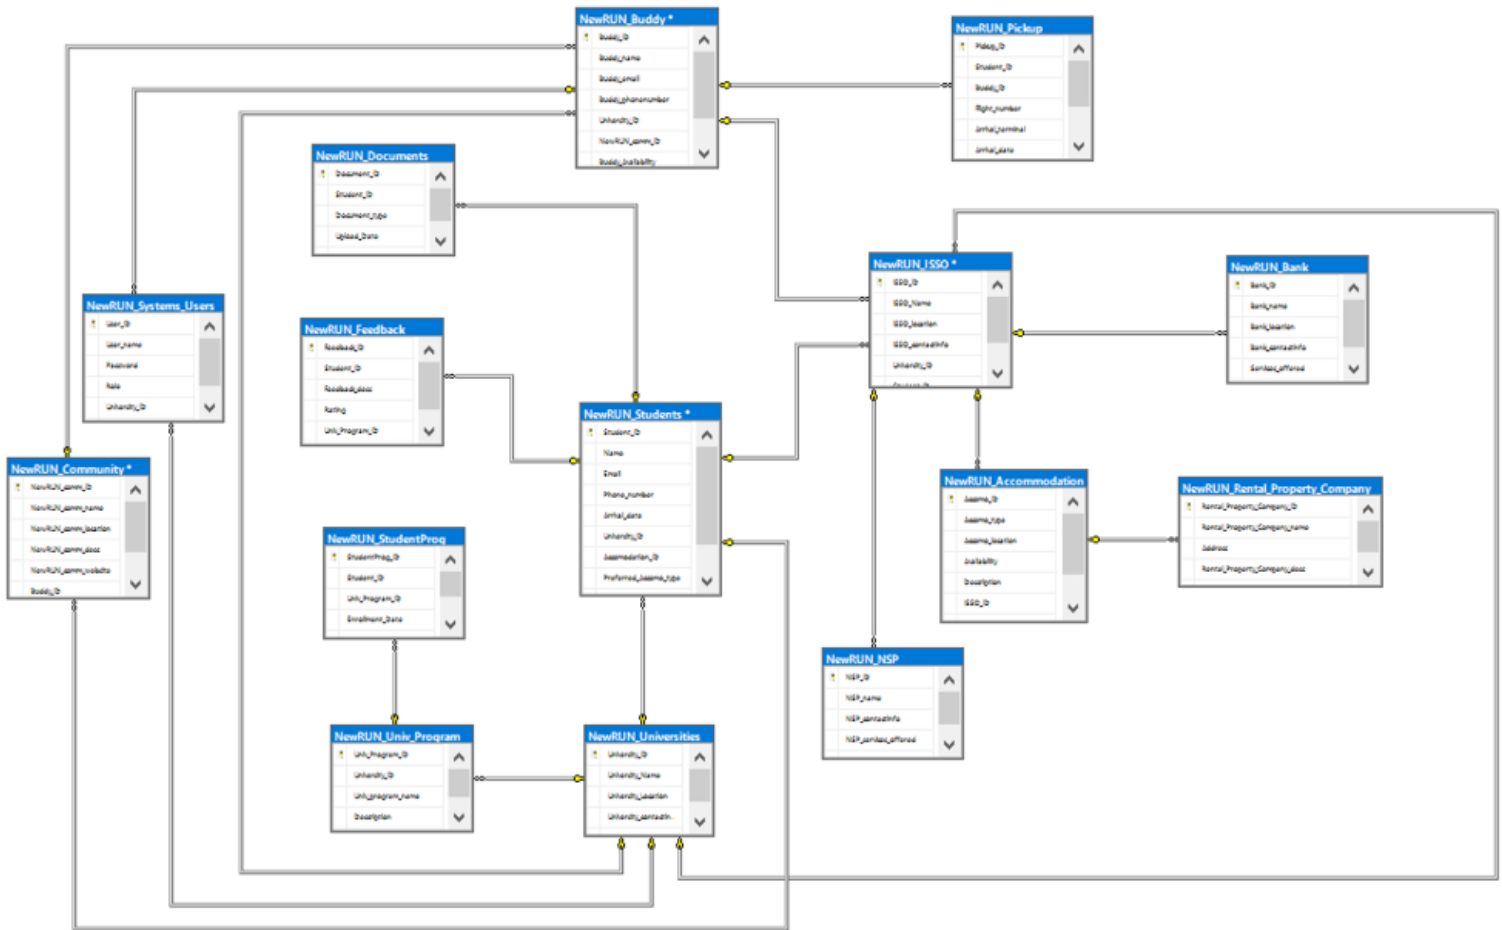 NewRUN_Buddy *
Buddy_ID
Buddy_name
Buddy_email
Buddy_phonenumber
University_ID
NewRUN_comm_ID
Buddy_Availability
NewRUN_Pickup
Pickup_ID
Student_ID
Buddy_ID
Flight_number
Arrival_terminal
Arrival_date
NewRUN_Documents
Document_ID
Student_ID
Document_type
Upload_Date
NewRUN_ISSO *
ISSO_ID
ISSO_Name
ISSO_location
ISSO_contactinfo
University_ID
Student_ID
NewRUN_Bank
Bank_ID
Bank_name
Bank_location
Bank_contactinfo
Services_offered
NewRUN_Systems_Users
User_ID
User_name
Password
Role
University_ID
NewRUN_Feedback
Feedback_ID
Student_ID
Feedback_desc
Rating
Univ_Program_ID
NewRUN_Students *
Student_ID
Name
Email
Phone_number
Arrival_date
University_ID
Accomodation_ID
Preferred_Accomo_type
NewRUN_Community *
NewRUN_comm_ID
NewRUN_comm_name
NewRUN_comm_location
NewRUN_comm_desc
NewRUN_comm_website
Buddy_ID
NewRUN_Accommodation
Accomo_ID
Accomo_type
Accomo_location
Availability
Description
ISSO_ID
NewRUN_Rental_Property_Company
Rental_Property_Company_ID
Rental_Property_Company_name
Address
Rental_Property_Company_desc
NewRUN_StudentProg
StudentProg_ID
Student_ID
Univ_Program_ID
Enrollment_Date
NewRUN_NSP
NSP_ID
NSP_name
NSP_contactinfo
NSP_services_offered
NewRUN_Univ_Program
Univ_Program_ID
University_ID
Univ_program_name
Description
NewRUN_Universities
University_ID
University_Name
University_Location
University_contactin..